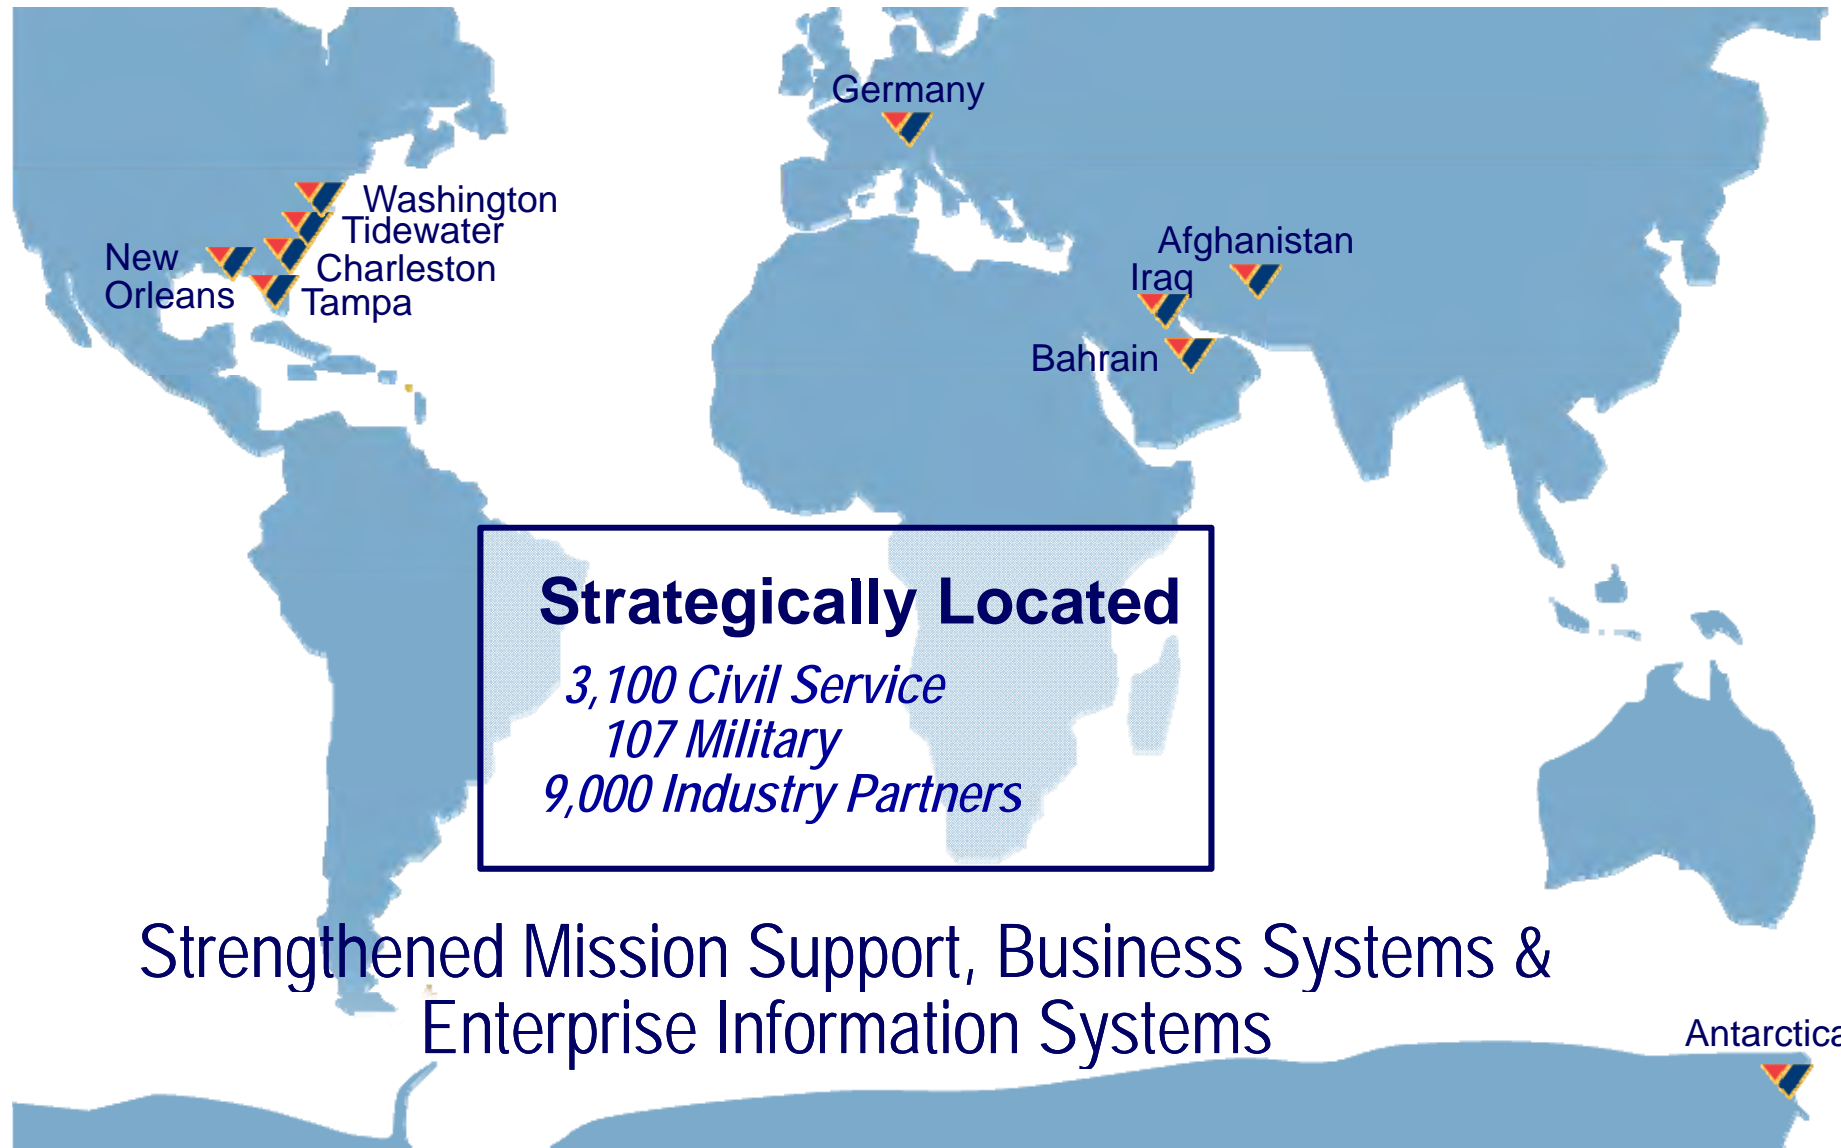 Germany
Washington
Tidewater
New
Orleans
Charleston
Tampa
Afghanistan
Iraq
Bahrain
Strategically Located
3,100 Civil Service
107 Military
9,000 Industry Partners
Strengthened Mission Support, Business Systems &
Enterprise Information Systems
Antarctica